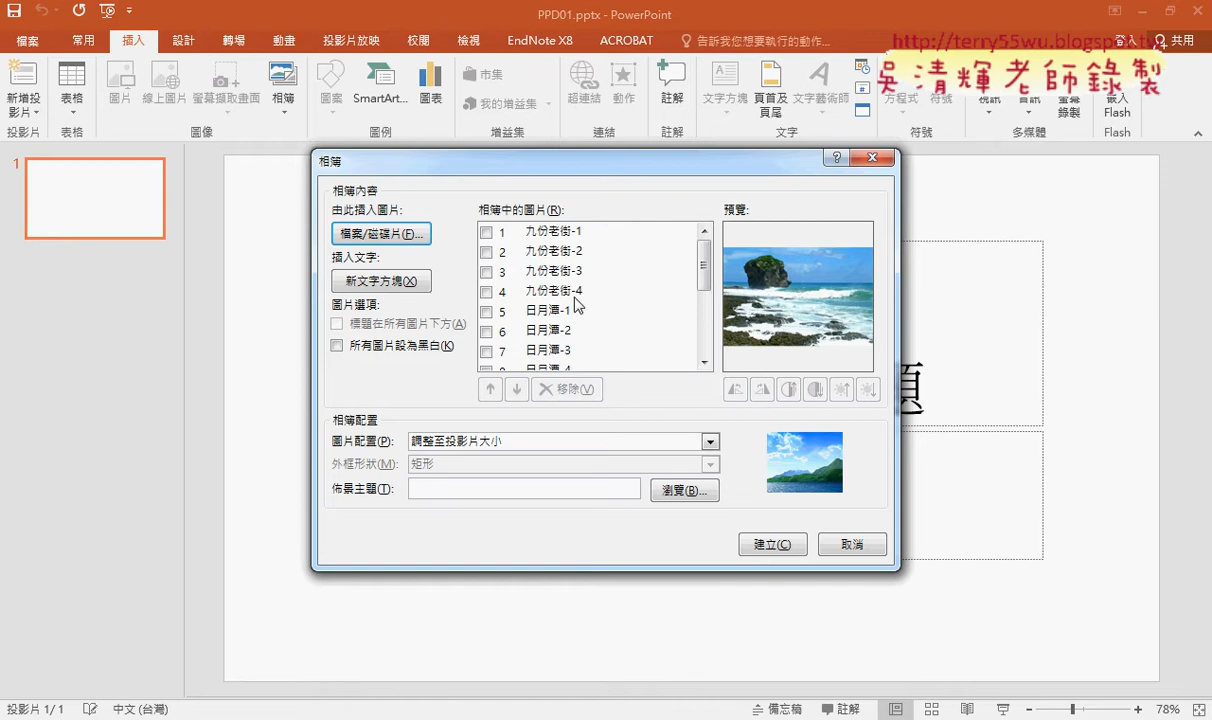 PPD01.pptx - PowerPoint
檔案 常用 插入 設計 轉場 動畫 投影片放映 校閱 檢視 EndNote X8 ACROBAT 告訴我您想要執行的動作... 登入 共用
http://terry55wu.blogspot.tw
吳清輝老師錄製
新增投影片 表格 圖片 線上圖片 螢幕擷取畫面 相簿 圖案 SmartArt... 圖表 市集 我的增益集 超連結 動作 註解 文字方塊 頁首及頁尾 文字藝術師 方程式 符號 視訊 音訊 螢幕錄製 嵌入 Flash
投影片 表格 圖像 圖例 增益集 連結 註解 文字 符號 多媒體 Flash
1
題
相簿
相簿內容
由此插入圖片:
檔案/磁碟片(F)...
插入文字:
新文字方塊(X)
圖片選項:
標題在所有圖片下方(A)
所有圖片設為黑白(K)
相簿中的圖片(R):
1 九份老街-1
2 九份老街-2
3 九份老街-3
4 九份老街-4
5 日月潭-1
6 日月潭-2
7 日月潭-3
8 日月潭-4
移除(V)
預覽:
相簿配置
圖片配置(P): 調整至投影片大小
外框形狀(M): 矩形
佈景主題(T): 瀏覽(B)...
建立(C) 取消
投影片 1/1 中文 (台灣) 備忘稿 註解 78%